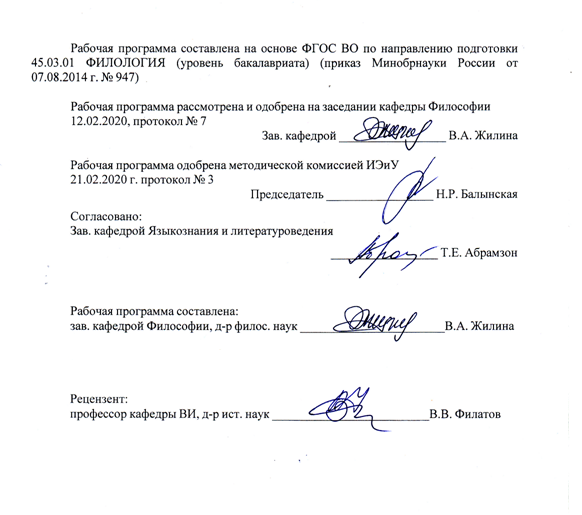 Рабочая программа составлена на основе ФГОС ВО по направлению подготовки
45.03.01 ФИЛОЛОГИЯ (уровень бакалавриата) (приказ Минобрнауки России от
07.08.2014 г. № 947)
Рабочая программа рассмотрена и одобрена на заседании кафедры Философии
12.02.2020, протокол № 7
Зав. кафедрой В.А. Жилина
Рабочая программа одобрена методической комиссией ИЭиУ
21.02.2020 г. протокол № 3
Председатель Н.Р. Балынская
Согласовано:
Зав. кафедрой Языкознания и литературоведения
Т.Е. Абрамзон
Рабочая программа составлена:
зав. кафедрой Философии, д-р филос. наук В.А. Жилина
Рецензент:
профессор кафедры ВИ, д-р ист. наук В.В. Филатов